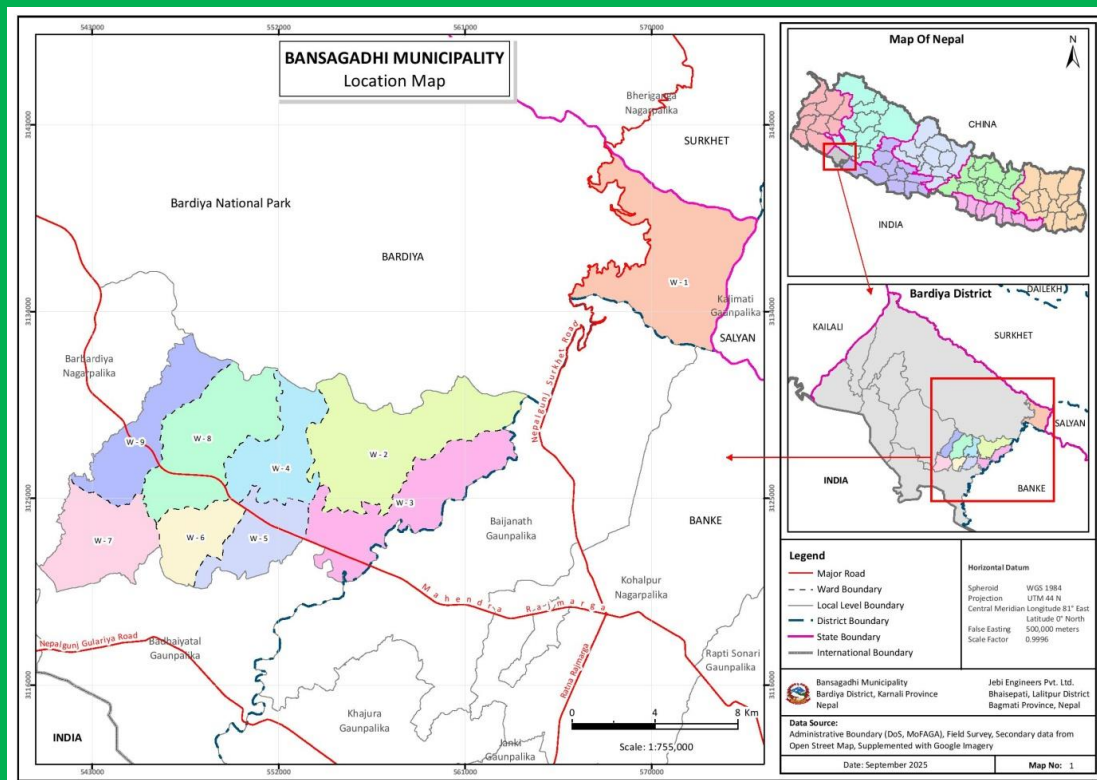 543000
552000
561000
570000
BANSAGADHI MUNICIPALITY
Location Map
3143000
3143000
Bheriganga
Nagarpalika
SURKHET
Bardiya National Park
BARDIYA
W - 1
3134000
3134000
Kalimati
Gaunpalika
SALYAN
Barbardiya
Nagarpalika
Nepalgunj Surkhet Road
W - 9
W - 8
W - 4
W - 2
W - 3
3125000
3125000
W - 7
W - 6
W - 5
Baijanath
Gaunpalika
BANKE
Mahendra Rajmarga
Kohalpur
Nagarpalika
Nepalgunj Gulariya Road
Badhaiyatal
Gaunpalika
Ratna Rajmarga
Rapti Sonari
Gaunpalika
3116000
3116000
Khajura
Gaunpalika
Janki
Gaunpalika
INDIA
0 4 8 Km
Scale: 1:755,000
543000
552000
561000
570000
Map Of Nepal
N
CHINA
INDIA
Bardiya District
DAILEKH
KAILALI
SURKHET
SALYAN
INDIA
BANKE
Legend
Major Road
Ward Boundary
Local Level Boundary
District Boundary
State Boundary
International Boundary
Horizontal Datum
Spheroid WGS 1984
Projection UTM 44 N
Central Meridian Longitude 81° East
Latitude 0° North
False Easting 500,000 meters
Scale Factor 0.9996
Bansagadhi Municipality
Bardiya District, Karnali Province
Nepal
Jebi Engineers Pvt. Ltd.
Bhaisepati, Lalitpur District
Bagmati Province, Nepal
Data Source:
Administrative Boundary (DoS, MoFAGA), Field Survey, Secondary data from
Open Street Map, Supplemented with Google Imagery
Date: September 2025
Map No: 1